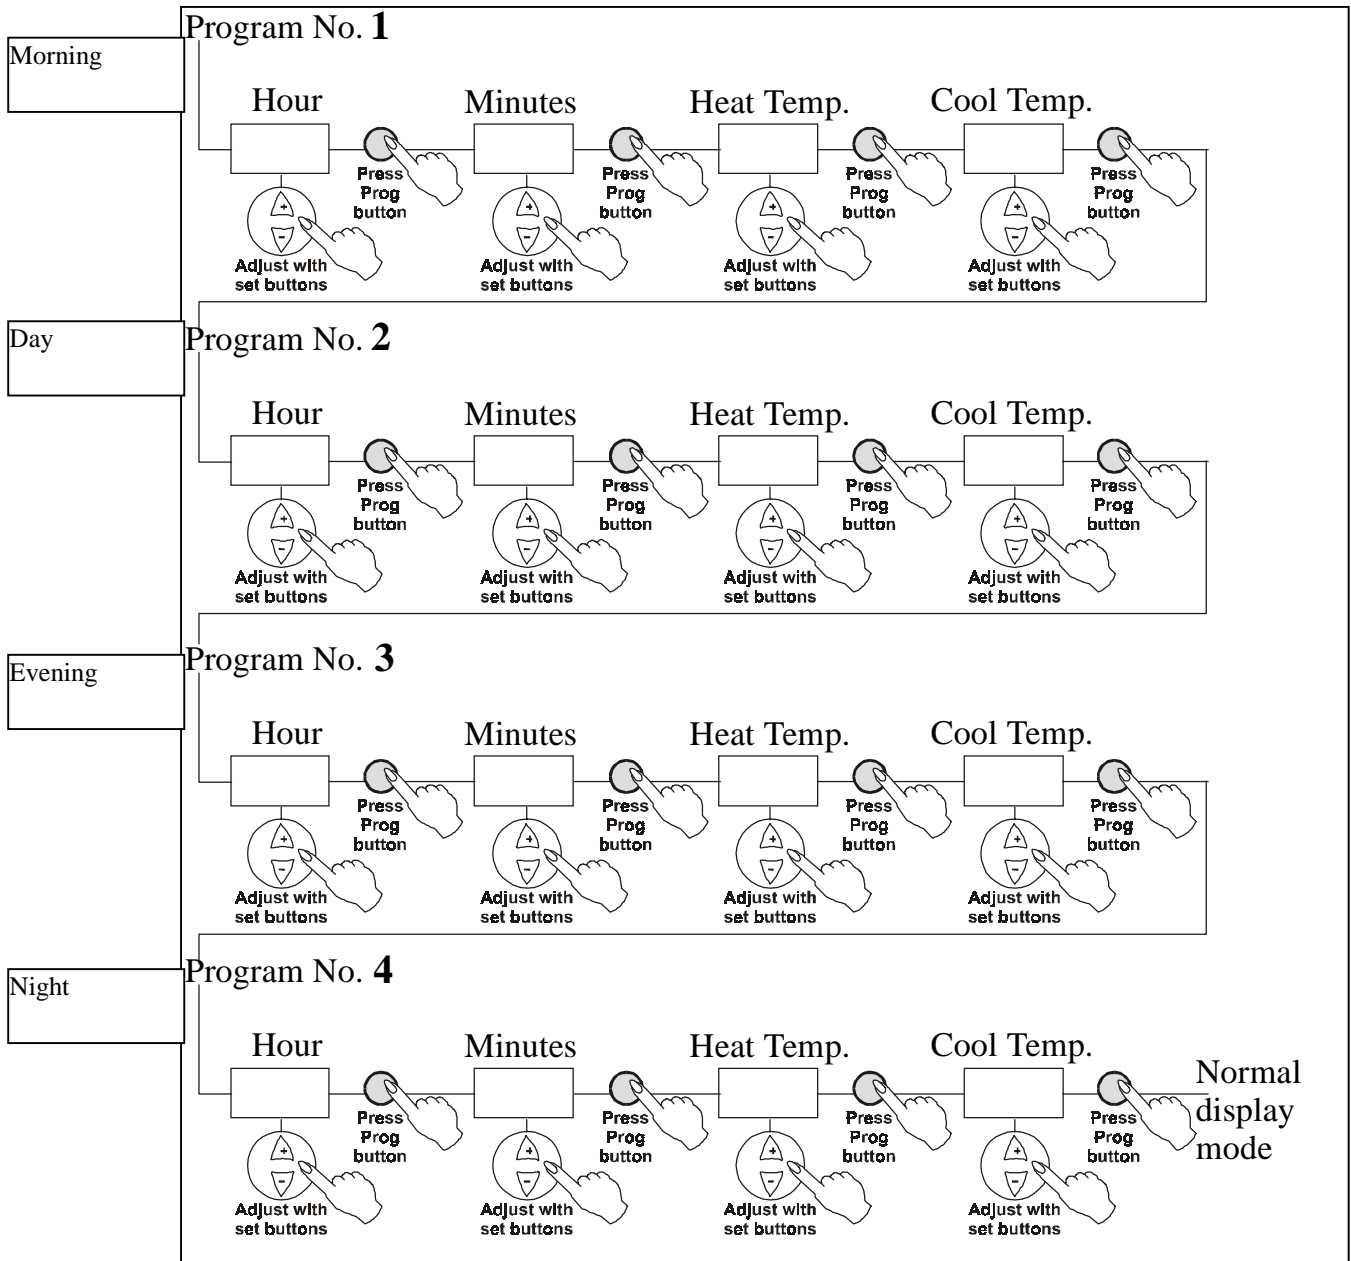 Program No. 1
Morning
Hour Minutes Heat Temp. Cool Temp.
Press Press Press Press
Prog Prog Prog Prog
button button button button
+ + + +
- - - -
Adjust with Adjust with Adjust with Adjust with
set buttons set buttons set buttons set buttons
Day
Program No. 2
Hour Minutes Heat Temp. Cool Temp.
Press Press Press Press
Prog Prog Prog Prog
button button button button
+ + + +
- - - -
Adjust with Adjust with Adjust with Adjust with
set buttons set buttons set buttons set buttons
Evening
Program No. 3
Hour Minutes Heat Temp. Cool Temp.
Press Press Press Press
Prog Prog Prog Prog
button button button button
+ + + +
- - - -
Adjust with Adjust with Adjust with Adjust with
set buttons set buttons set buttons set buttons
Night
Program No. 4
Hour Minutes Heat Temp. Cool Temp.
Press Press Press Press
Prog Prog Prog Prog
button button button button
Normal
display
mode
+ + + +
- - - -
Adjust with Adjust with Adjust with Adjust with
set buttons set buttons set buttons set buttons